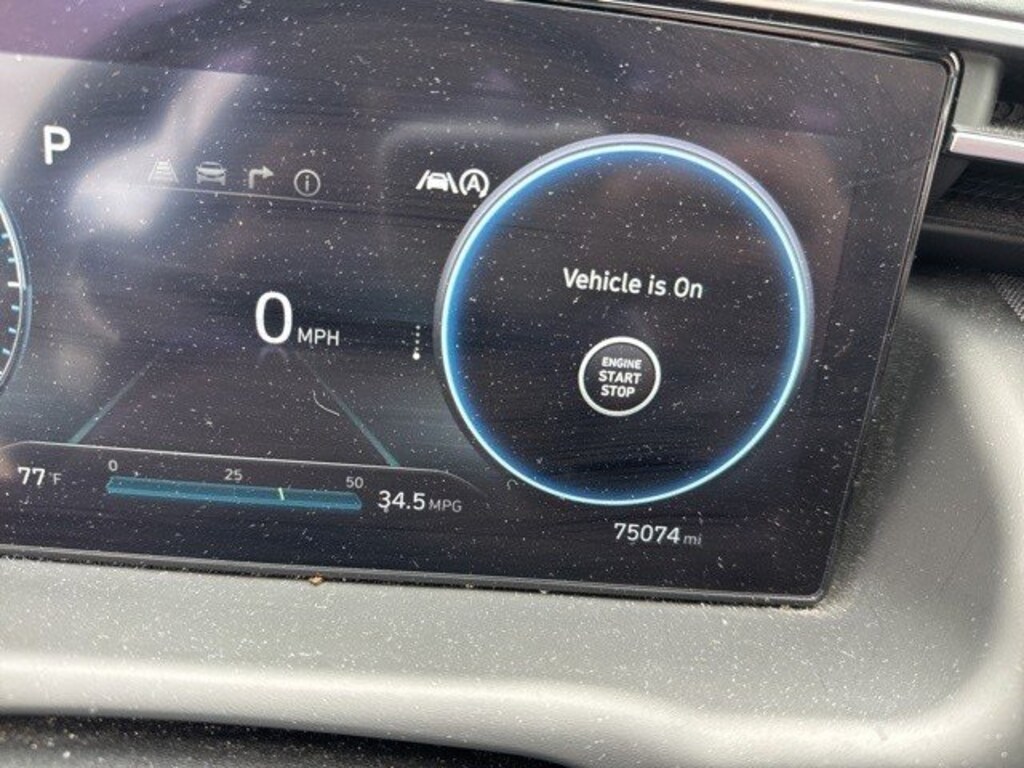 P
i
A
Vehicle is On
0 MPH
ENGINE
START
STOP
77°F
0 25 50
34.5 MPG
75074 mi